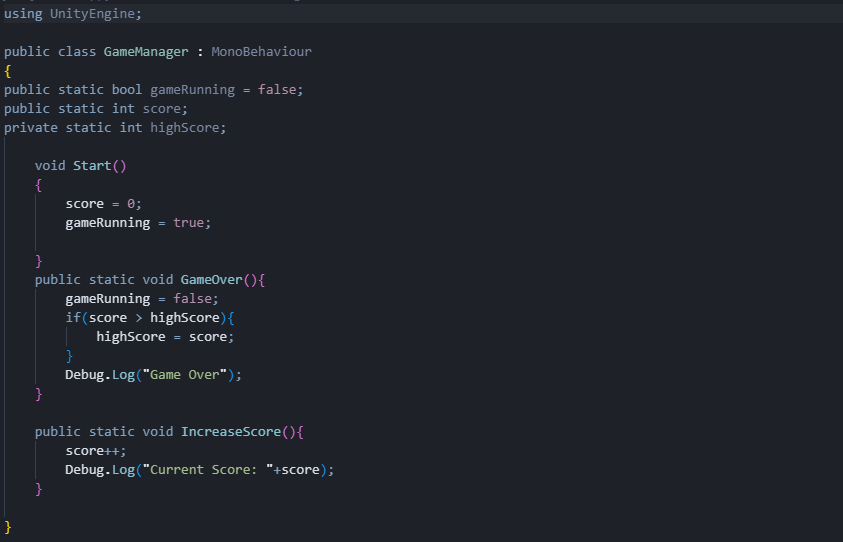 using UnityEngine;
public class GameManager : MonoBehaviour
{
public static bool gameRunning = false;
public static int score;
private static int highScore;
void Start()
{
score = 0;
gameRunning = true;
}
public static void GameOver(){
gameRunning = false;
if(score > highScore){
highScore = score;
}
Debug.Log("Game Over");
}
public static void IncreaseScore(){
score++;
Debug.Log("Current Score: "+score);
}
}